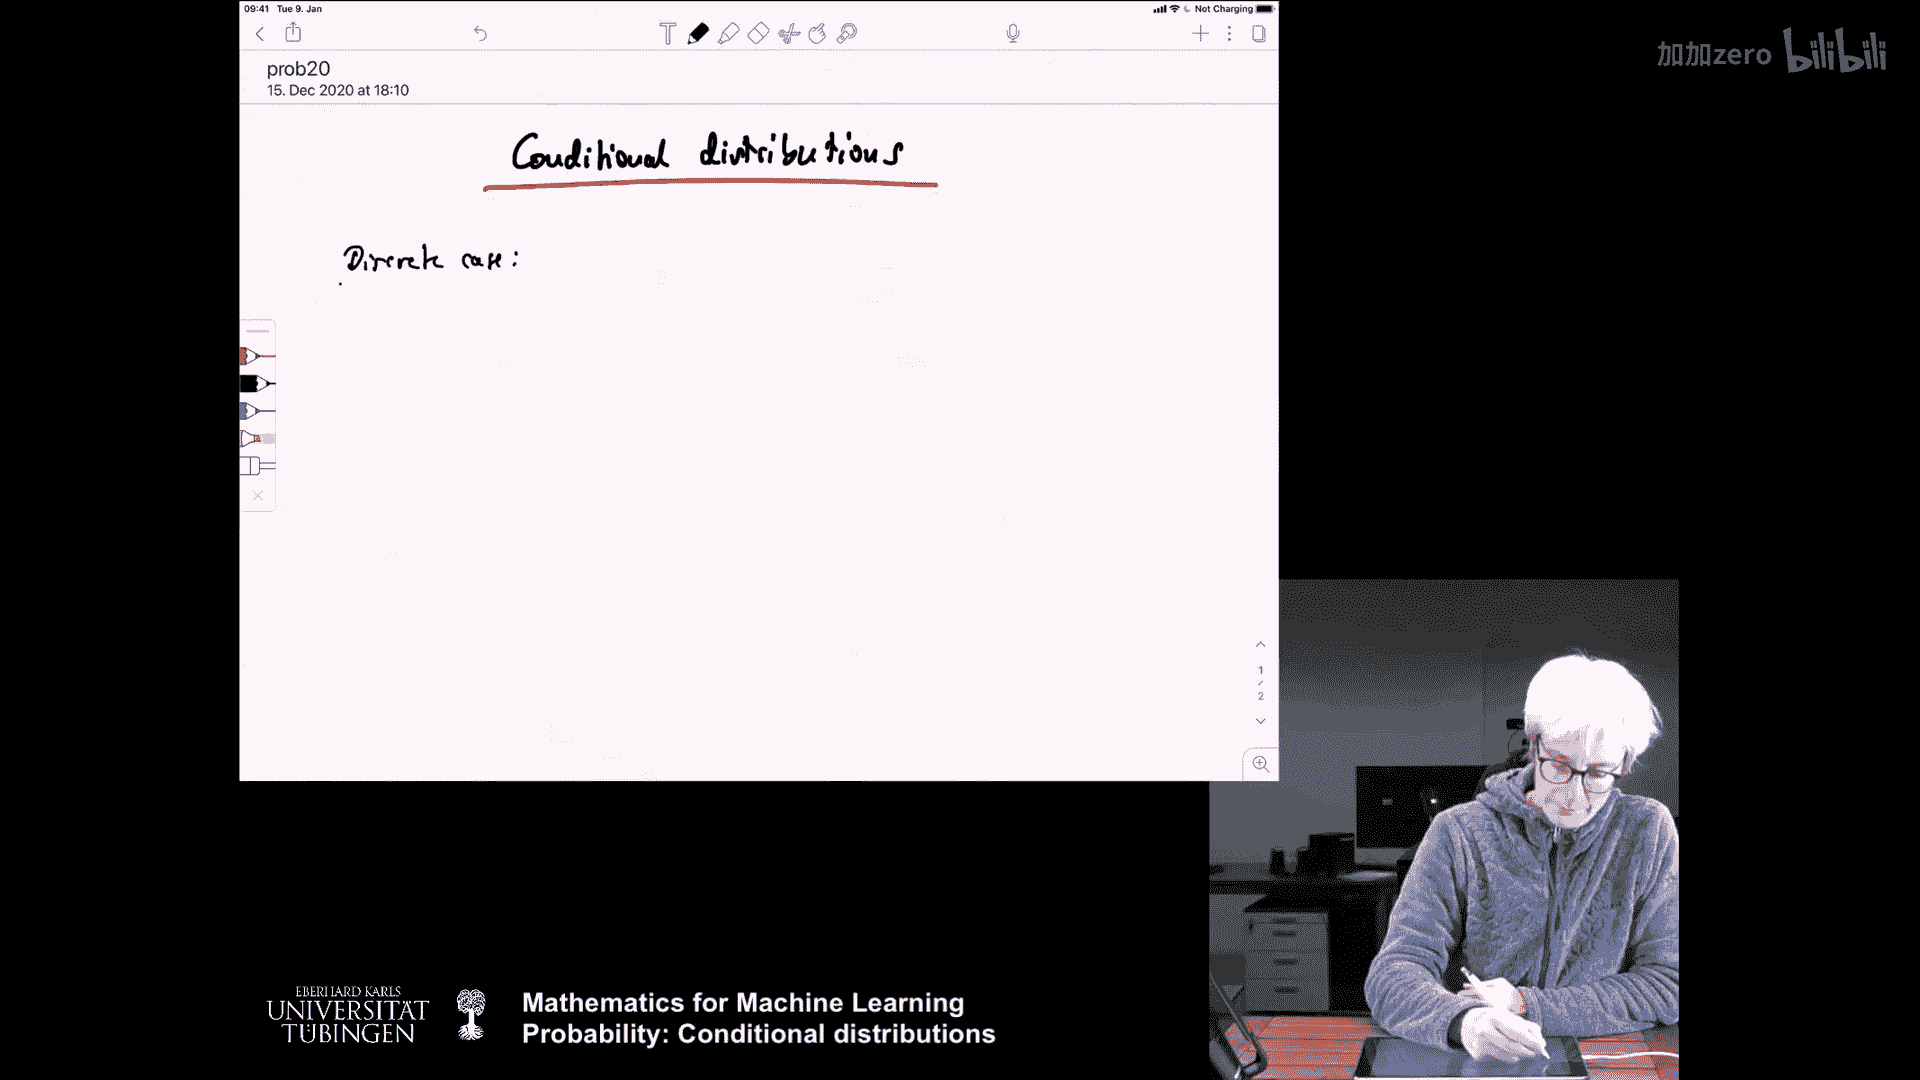 09:41 Tue 9. Jan
Not Charging
加加zero bilibili
T
prob20
15. Dec 2020 at 18:10
Conditional distributions
Discrete case:
1
/
2
EBERHARD KARLS
UNIVERSITÄT
TÜBINGEN
Mathematics for Machine Learning
Probability: Conditional distributions